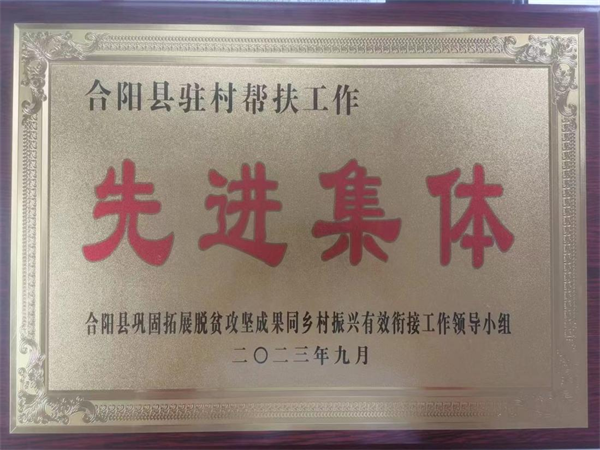 合阳县驻村帮扶工作
先进集体
合阳县巩固拓展脱贫攻坚成果同乡村振兴有效衔接工作领导小组
二〇二三年九月